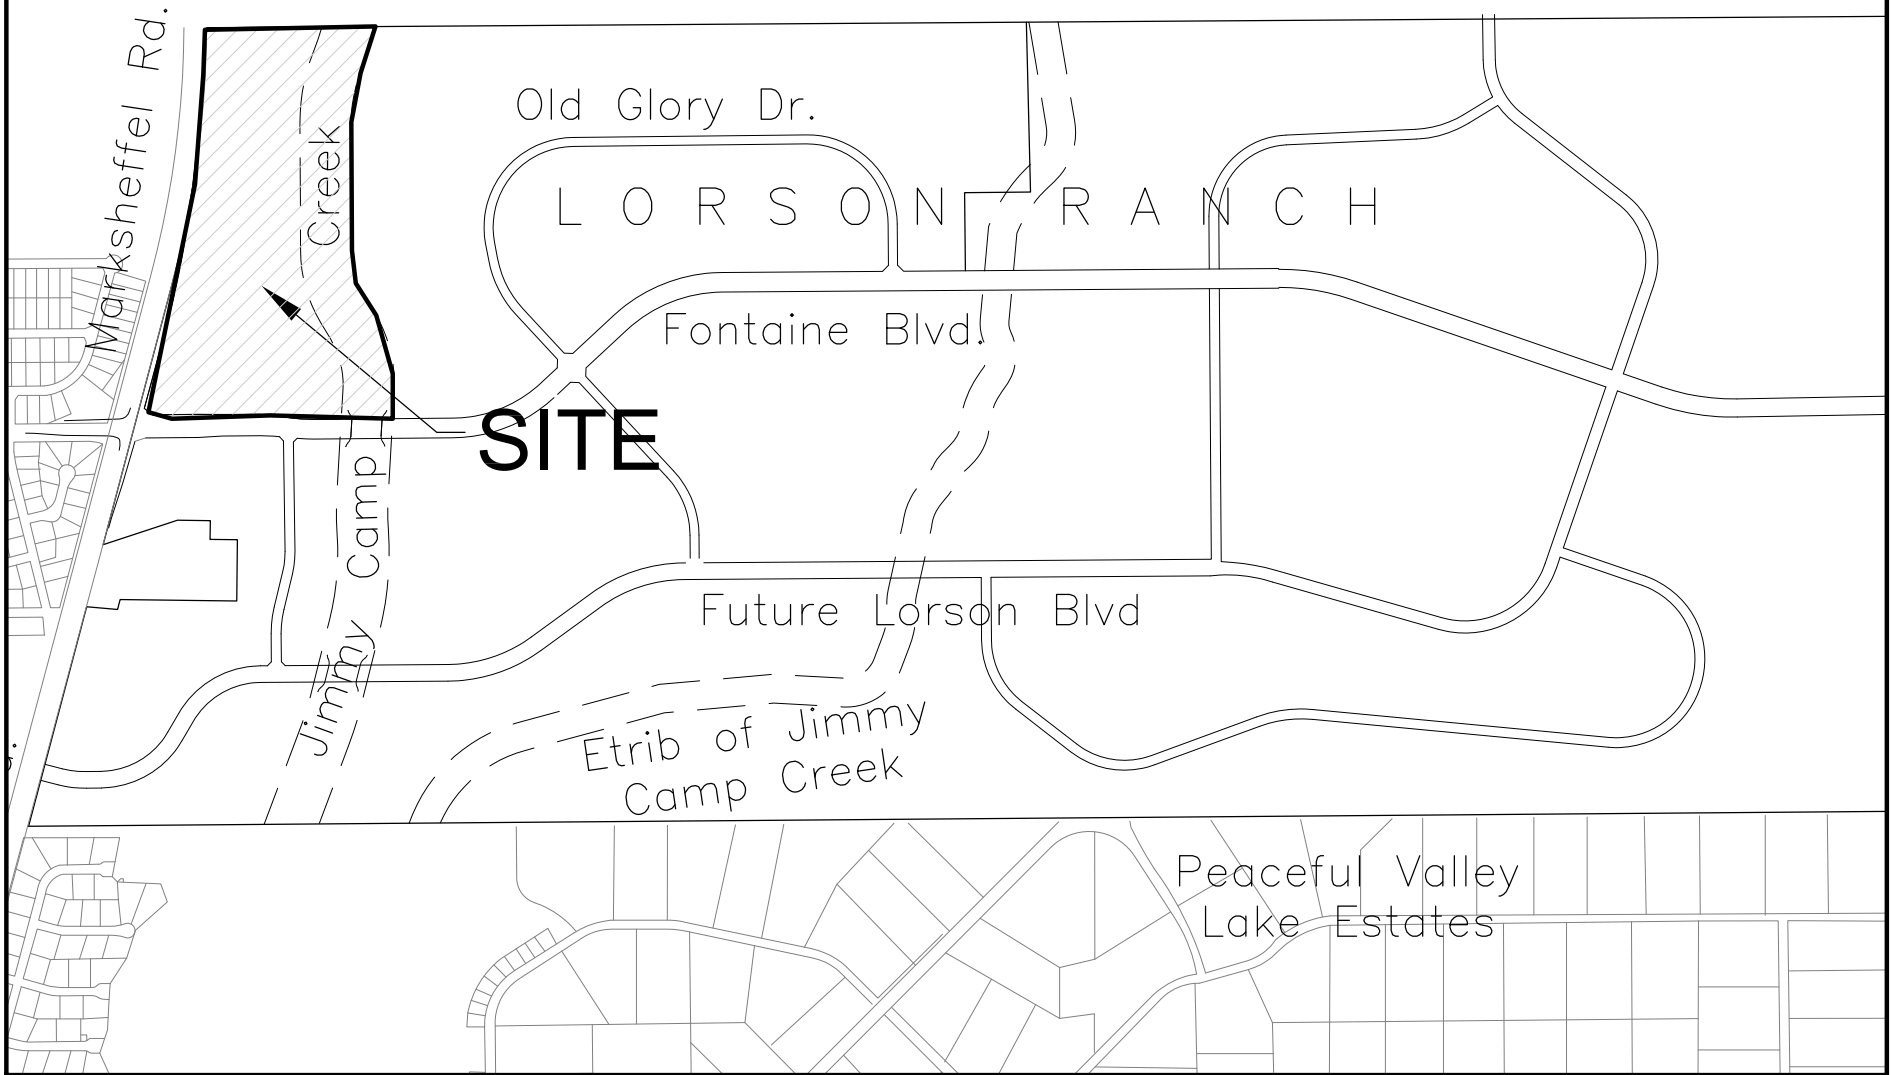 Marksheffel Rd.
Old Glory Dr.
Creek
LORSON RANCH
Fontaine Blvd.
SITE
Camp
Future Lorson Blvd
Jimmy
Etrib of Jimmy
Camp Creek
Peaceful Valley
Lake Estates